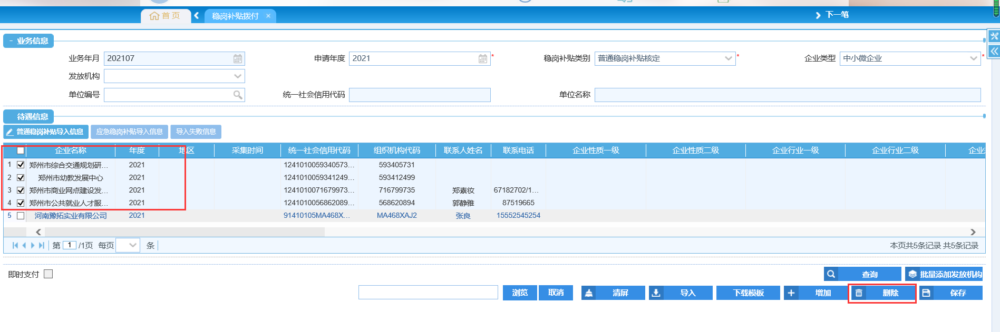 首页 稳岗补贴拨付 × 下一笔
- 业务信息
业务年月 202107 申请年度 2021 * 稳岗补贴类别 普通稳岗补贴核定 * 企业类型 中小微企业 *
发放机构
单位编号 统一社会信用代码 单位名称
待遇信息
普通稳岗补贴导入信息 应急稳岗补贴导入信息 导入失败信息
企业名称 年度 地区 采集时间 统一社会信用代码 组织机构代码 联系人姓名 联系电话 企业性质一级 企业性质二级 企业行业一级 企业行业二级 企业
1 郑州市综合交通规划研... 2021 1241010059340573... 593405731
2 郑州市幼教发展中心 2021 1241010059341249... 593412499
3 郑州市商业网点建设发... 2021 1241010071679973... 716799735 郑素妆 67182702/1...
4 郑州市公共就业人才服... 2021 1241010056862089... 568620894 郭静雅 87519665
5 河南豫拓实业有限公司 2021 91410105MA468X... MA468XAJ2 张良 15552545254
第 1 /1页 每页 条 本页共5条记录 共5条记录
即时支付 查询 批量添加发放机构
浏览 取消 清屏 导入 下载模板 增加 删除 保存